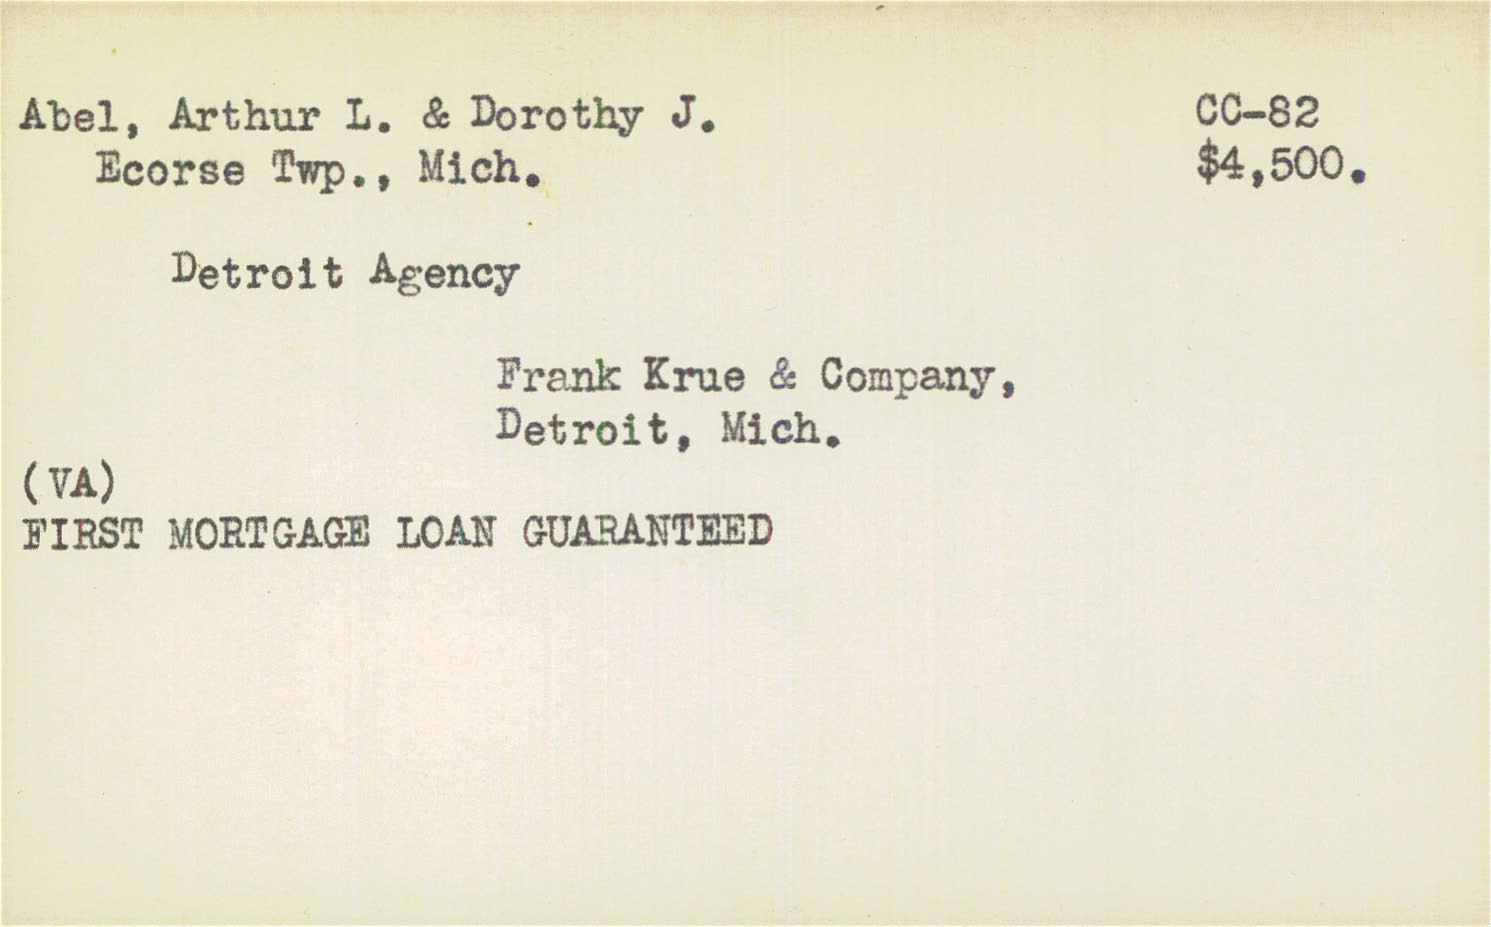 Abel, Arthur L. & Dorothy J. CC-82
Ecorse Twp., Mich. $4,500.
Detroit Agency
Frank Krue & Company,
Detroit, Mich.
(VA)
FIRST MORTGAGE LOAN GUARANTEED